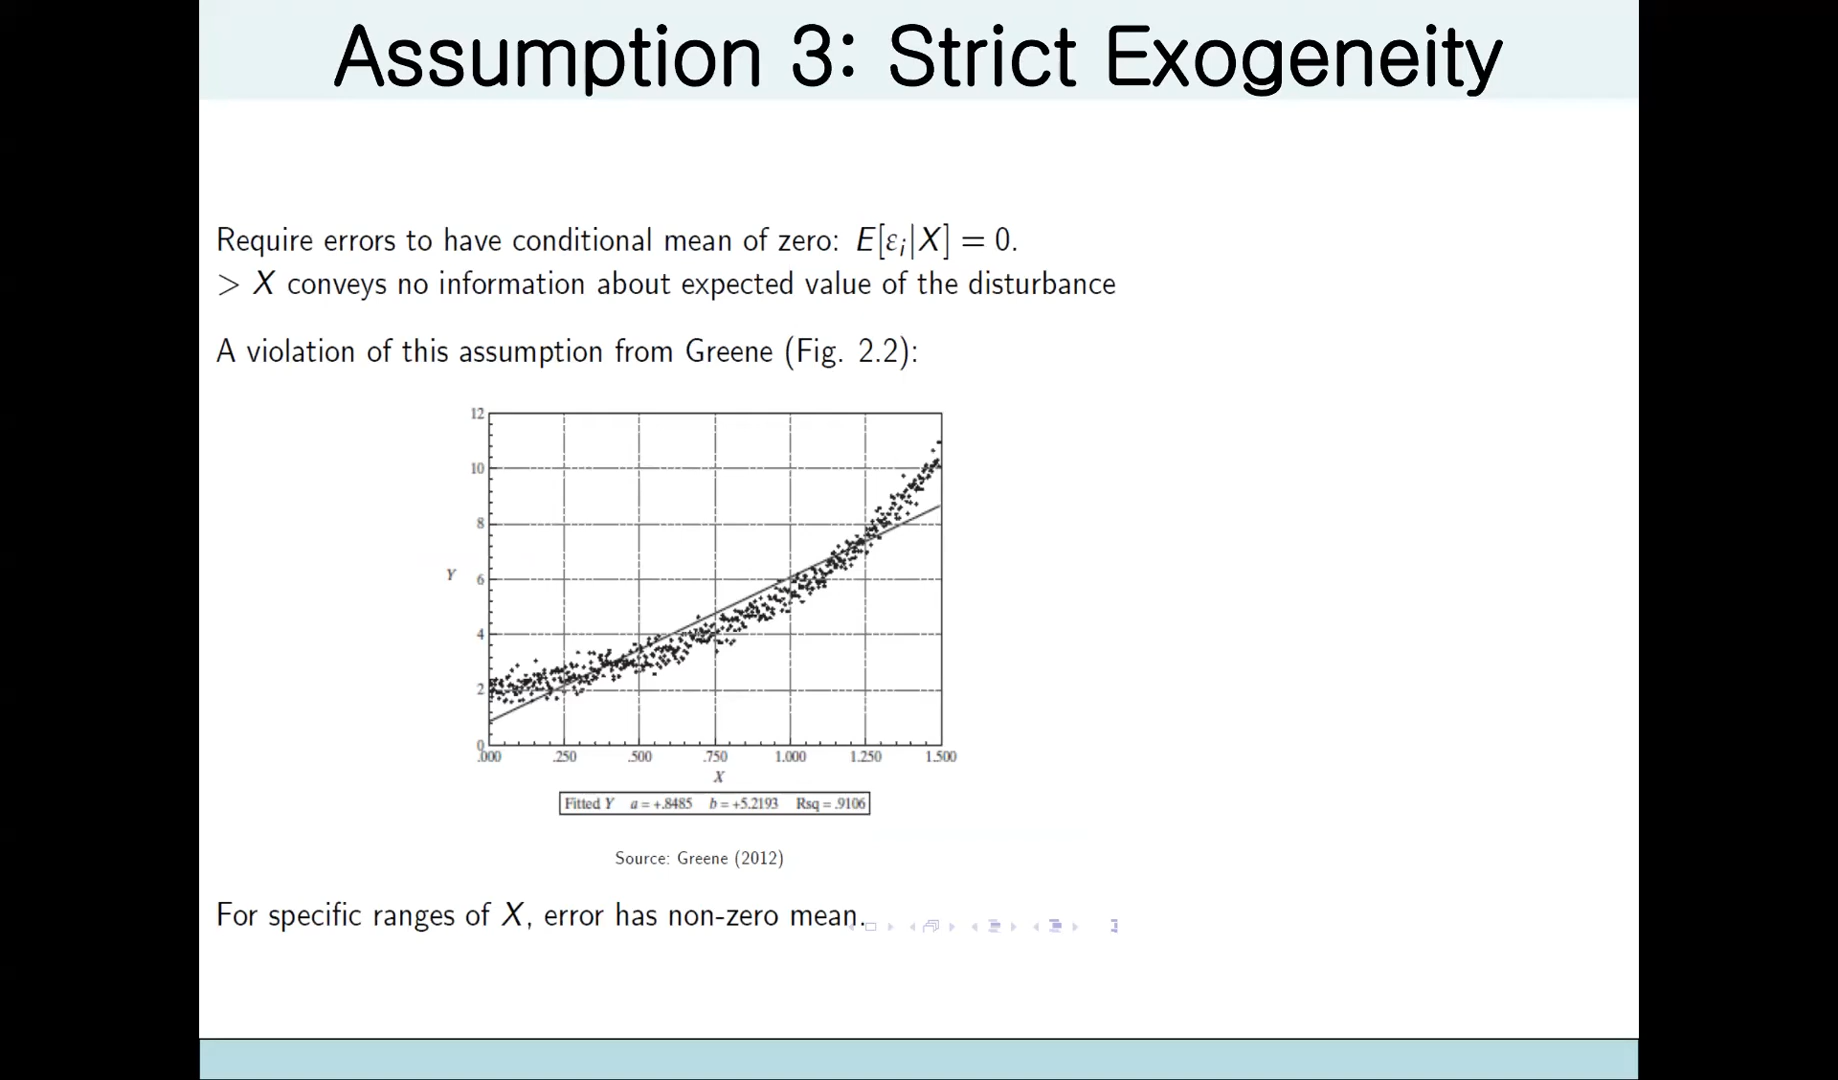 Assumption 3: Strict Exogeneity
Require errors to have conditional mean of zero: E[εᵢ|X] = 0.
> X conveys no information about expected value of the disturbance
A violation of this assumption from Greene (Fig. 2.2):
12
10
8
Y 6
4
2
0
.000 .250 .500 .750 1.000 1.250 1.500
X
Fitted Y a = +.8485 b = +5.2193 Rsq = .9106
Source: Greene (2012)
For specific ranges of X, error has non-zero mean.